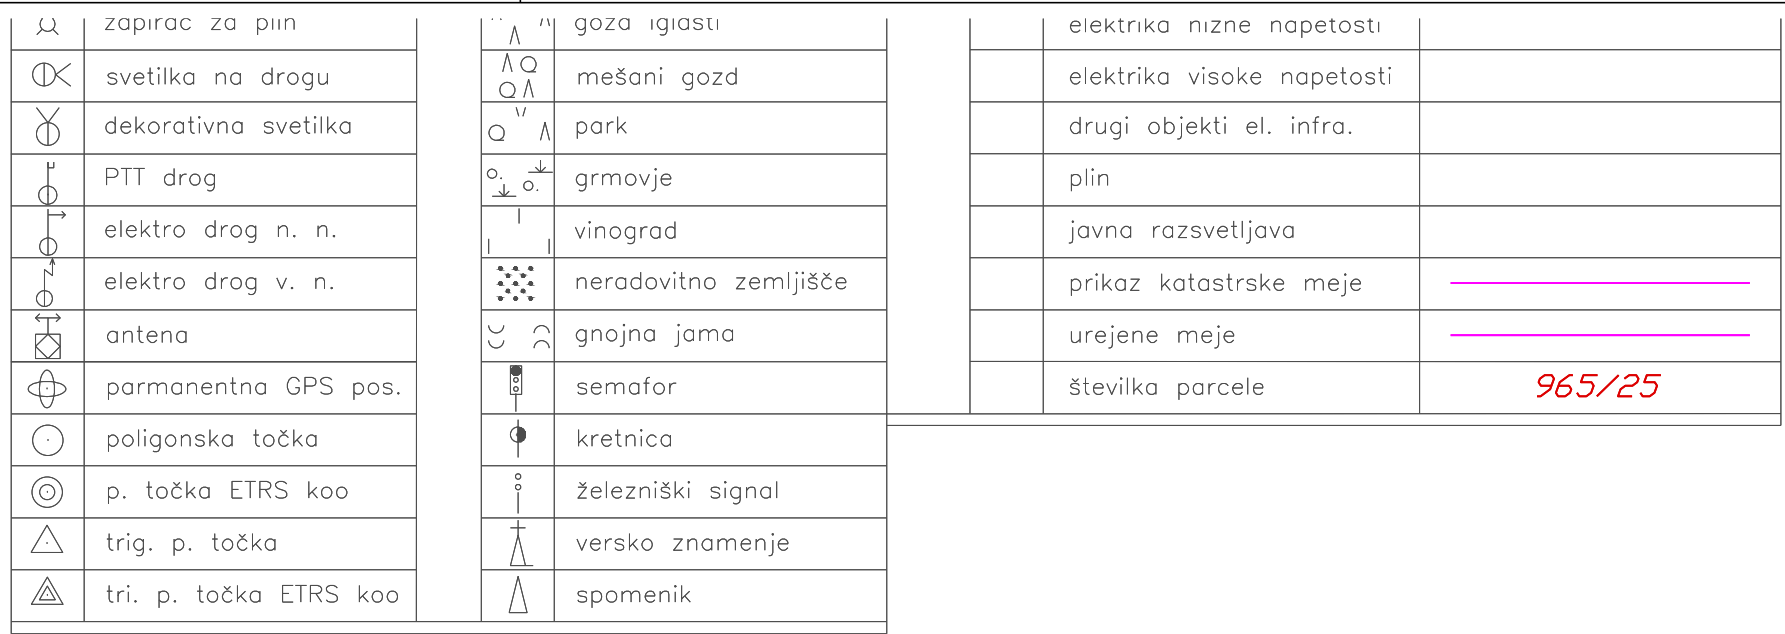 zapirač za plin
svetilka na drogu
dekorativna svetilka
PTT drog
elektro drog n. n.
elektro drog v. n.
antena
parmanentna GPS pos.
poligonska točka
p. točka ETRS koo
trig. p. točka
tri. p. točka ETRS koo
gozd iglasti
mešani gozd
park
grmovje
vinograd
neradovitno zemljišče
gnojna jama
semafor
kretnica
železniški signal
versko znamenje
spomenik
elektrika nizne napetosti
elektrika visoke napetosti
drugi objekti el. infra.
plin
javna razsvetljava
prikaz katastrske meje
urejene meje
številka parcele
965/25